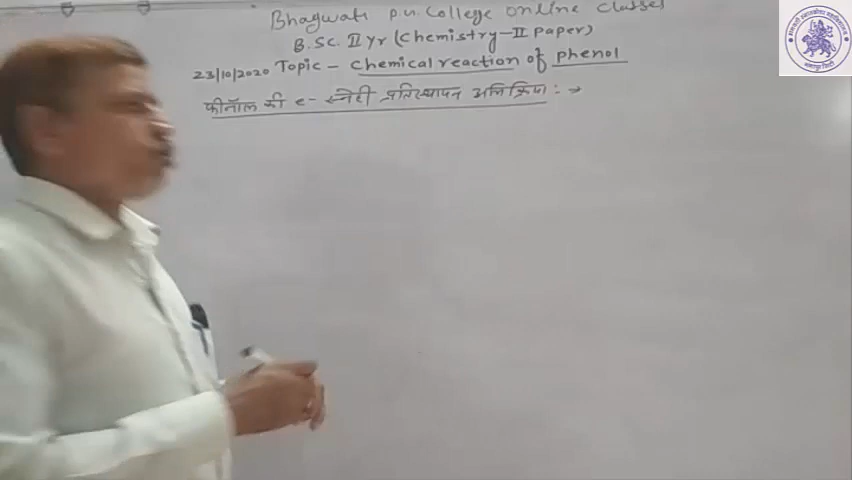 Bhagwati P.G. College Online Classes
B.Sc. II Yr (Chemistry-II Paper)
23/10/2020 Topic - Chemical reaction of phenol
फीनॉल की e- स्नेही प्रतिस्थापन अभिक्रिया : →